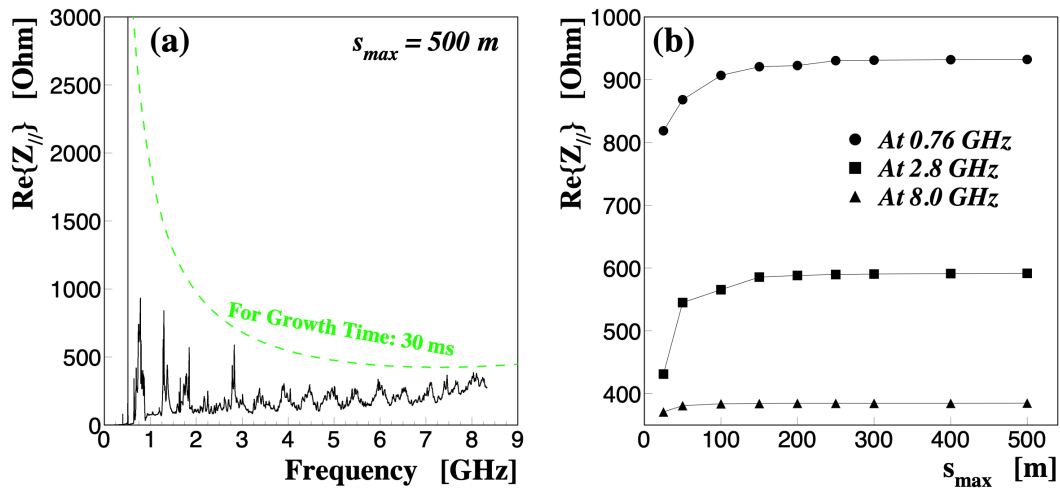 (a)
s_max = 500 m
Re{Z_//} [Ohm]
3000
2500
2000
1500
1000
500
0
For Growth Time: 30 ms
0 1 2 3 4 5 6 7 8 9
Frequency [GHz]
(b)
Re{Z_//} [Ohm]
1000
900
800
700
600
500
400
At 0.76 GHz
At 2.8 GHz
At 8.0 GHz
0 100 200 300 400 500
s_max [m]